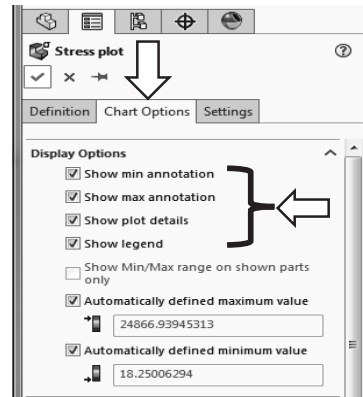 Stress plot
Definition Chart Options Settings
Display Options
Show min annotation
Show max annotation
Show plot details
Show legend
Show Min/Max range on shown parts
only
Automatically defined maximum value
24866.93945313
Automatically defined minimum value
18.25006294